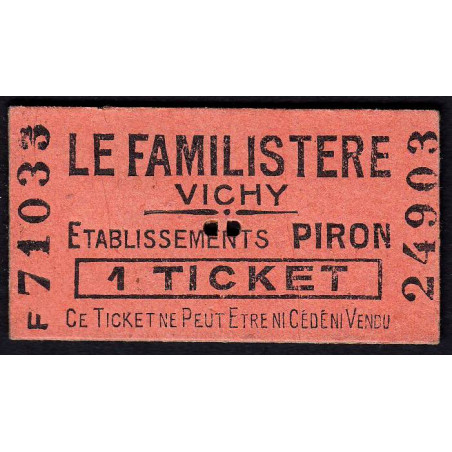 LE FAMILISTERE
VICHY
ETABLISSEMENTS PIRON
1 TICKET
CE TICKET NE PEUT ETRE NI CÉDÉ NI VENDU
F 71033
24903